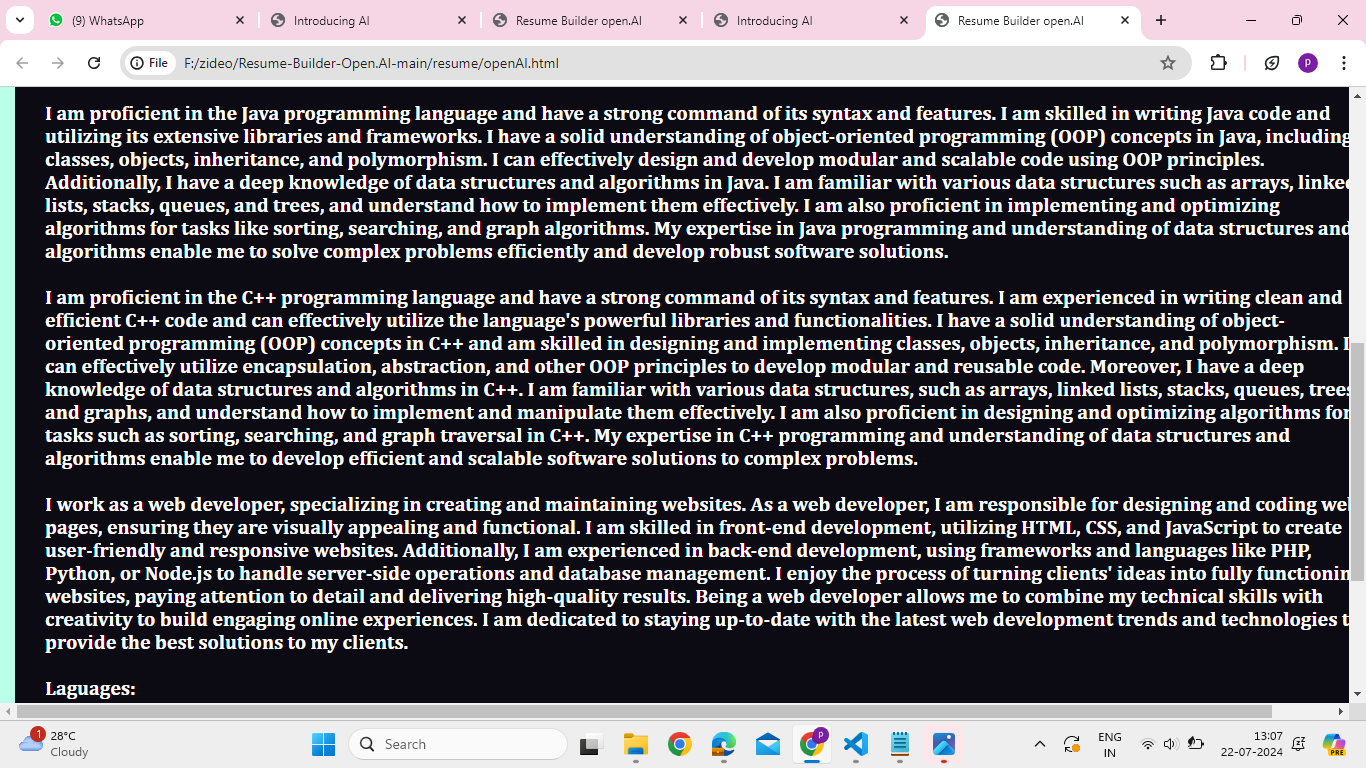 (9) WhatsApp
Introducing AI
Resume Builder open.AI
Introducing AI
Resume Builder open.AI
File
F:/zideo/Resume-Builder-Open.AI-main/resume/openAI.html
P
I am proficient in the Java programming language and have a strong command of its syntax and features. I am skilled in writing Java code and
utilizing its extensive libraries and frameworks. I have a solid understanding of object-oriented programming (OOP) concepts in Java, including
classes, objects, inheritance, and polymorphism. I can effectively design and develop modular and scalable code using OOP principles.
Additionally, I have a deep knowledge of data structures and algorithms in Java. I am familiar with various data structures such as arrays, linked
lists, stacks, queues, and trees, and understand how to implement them effectively. I am also proficient in implementing and optimizing
algorithms for tasks like sorting, searching, and graph algorithms. My expertise in Java programming and understanding of data structures and
algorithms enable me to solve complex problems efficiently and develop robust software solutions.
I am proficient in the C++ programming language and have a strong command of its syntax and features. I am experienced in writing clean and
efficient C++ code and can effectively utilize the language's powerful libraries and functionalities. I have a solid understanding of object-
oriented programming (OOP) concepts in C++ and am skilled in designing and implementing classes, objects, inheritance, and polymorphism. I
can effectively utilize encapsulation, abstraction, and other OOP principles to develop modular and reusable code. Moreover, I have a deep
knowledge of data structures and algorithms in C++. I am familiar with various data structures, such as arrays, linked lists, stacks, queues, trees
and graphs, and understand how to implement and manipulate them effectively. I am also proficient in designing and optimizing algorithms for
tasks such as sorting, searching, and graph traversal in C++. My expertise in C++ programming and understanding of data structures and
algorithms enable me to develop efficient and scalable software solutions to complex problems.
I work as a web developer, specializing in creating and maintaining websites. As a web developer, I am responsible for designing and coding web
pages, ensuring they are visually appealing and functional. I am skilled in front-end development, utilizing HTML, CSS, and JavaScript to create
user-friendly and responsive websites. Additionally, I am experienced in back-end development, using frameworks and languages like PHP,
Python, or Node.js to handle server-side operations and database management. I enjoy the process of turning clients' ideas into fully functionin
websites, paying attention to detail and delivering high-quality results. Being a web developer allows me to combine my technical skills with
creativity to build engaging online experiences. I am dedicated to staying up-to-date with the latest web development trends and technologies t
provide the best solutions to my clients.
Laguages:
1
28°C
Cloudy
Search
P
ENG
IN
13:07
22-07-2024
PRE